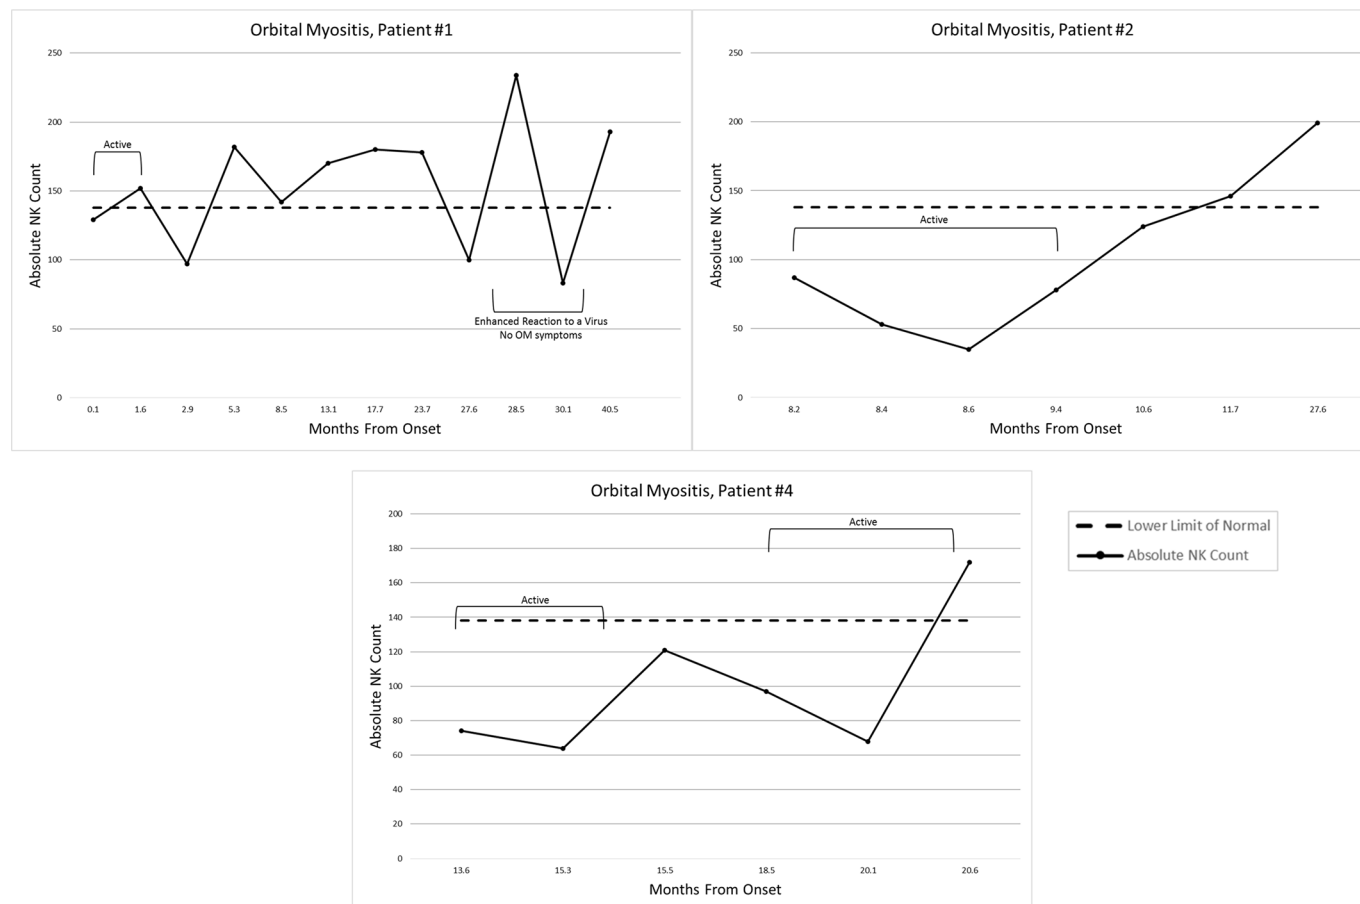 Orbital Myositis, Patient #1
250
200
150
100
50
0
Absolute NK Count
Active
Enhanced Reaction to a Virus
No OM symptoms
0.1 1.6 2.9 5.3 8.5 13.1 17.7 23.7 27.6 28.5 30.1 40.5
Months From Onset
Orbital Myositis, Patient #2
250
200
150
100
50
0
Absolute NK Count
Active
8.2 8.4 8.6 9.4 10.6 11.7 27.6
Months From Onset
Orbital Myositis, Patient #4
200
180
160
140
120
100
80
60
40
20
0
Absolute NK Count
Active
Active
13.6 15.3 15.5 18.5 20.1 20.6
Months From Onset
Lower Limit of Normal
Absolute NK Count